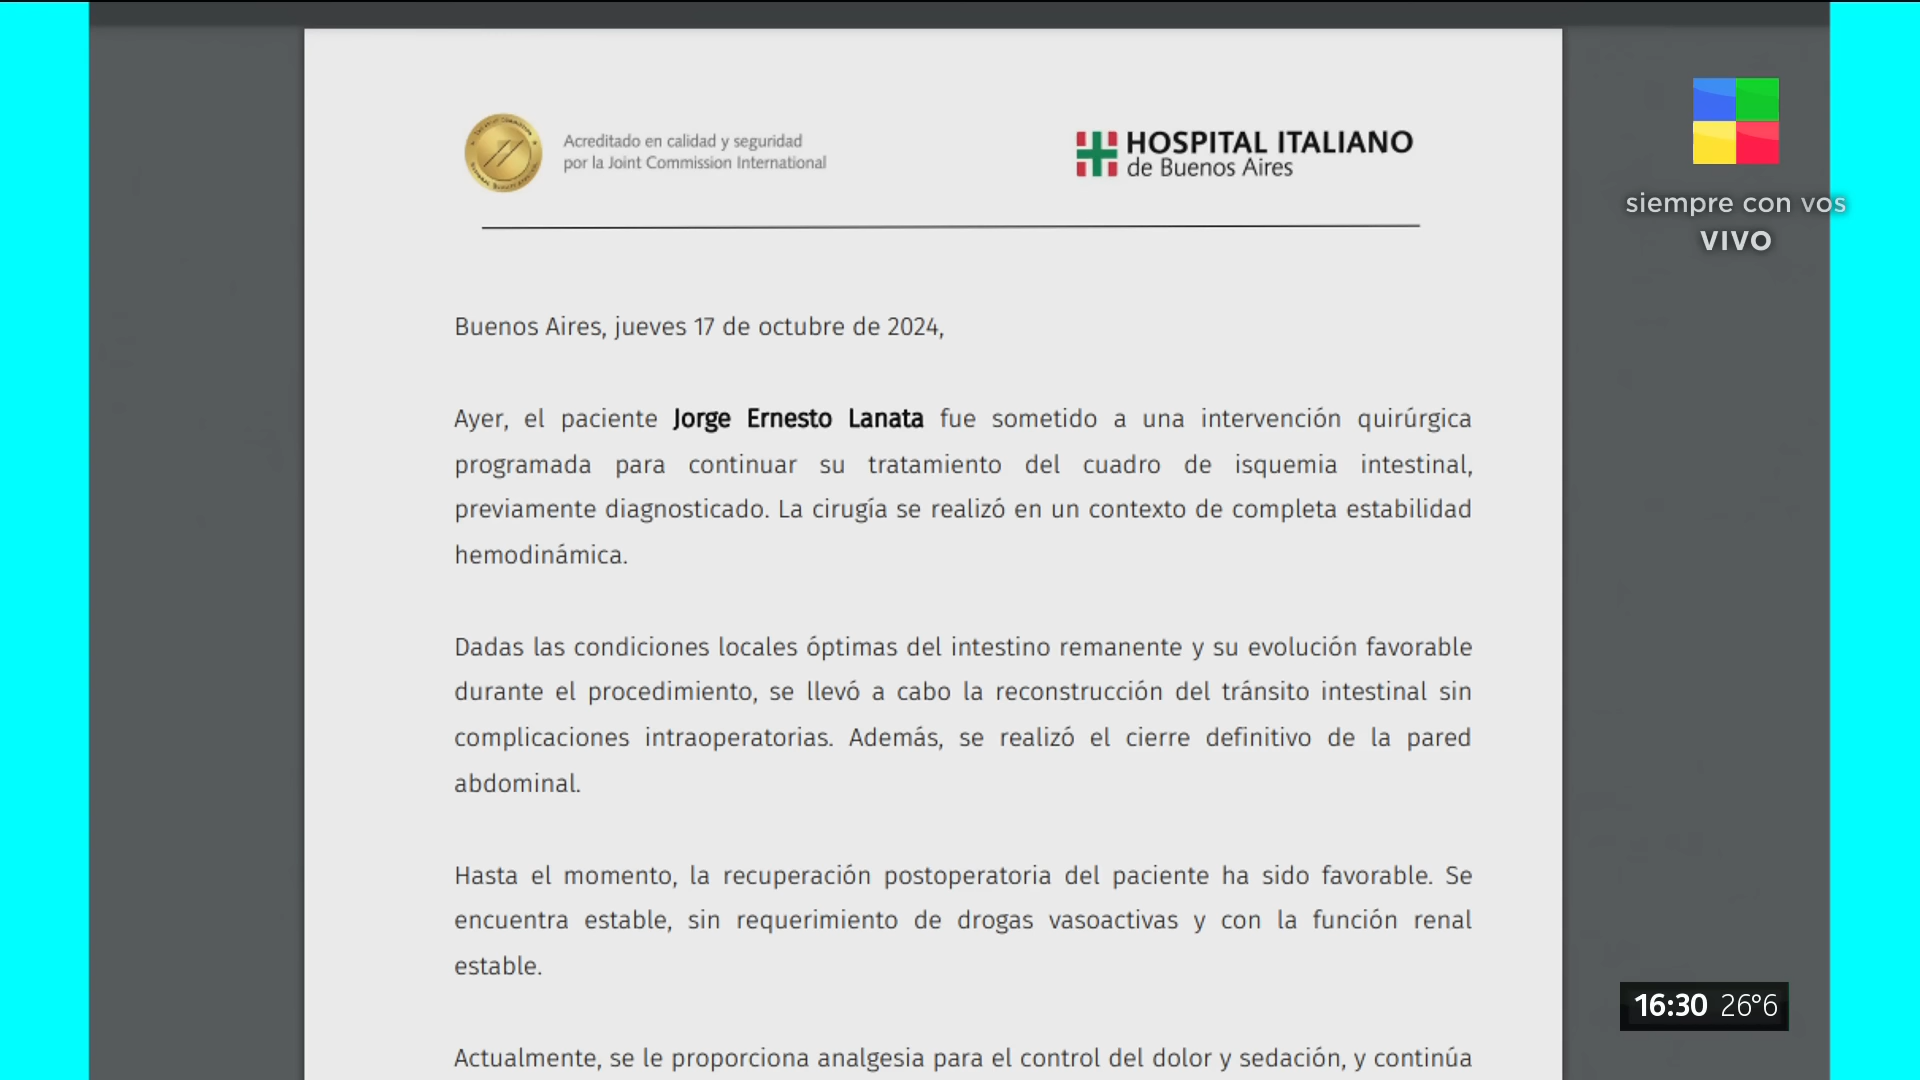 Acreditado en calidad y seguridad
por la Joint Commission International
HOSPITAL ITALIANO
de Buenos Aires
siempre con vos
VIVO
Buenos Aires, jueves 17 de octubre de 2024,
Ayer, el paciente Jorge Ernesto Lanata fue sometido a una intervención quirúrgica
programada para continuar su tratamiento del cuadro de isquemia intestinal,
previamente diagnosticado. La cirugía se realizó en un contexto de completa estabilidad
hemodinámica.
Dadas las condiciones locales óptimas del intestino remanente y su evolución favorable
durante el procedimiento, se llevó a cabo la reconstrucción del tránsito intestinal sin
complicaciones intraoperatorias. Además, se realizó el cierre definitivo de la pared
abdominal.
Hasta el momento, la recuperación postoperatoria del paciente ha sido favorable. Se
encuentra estable, sin requerimiento de drogas vasoactivas y con la función renal
estable.
Actualmente, se le proporciona analgesia para el control del dolor y sedación, y continúa
16:30 26°6